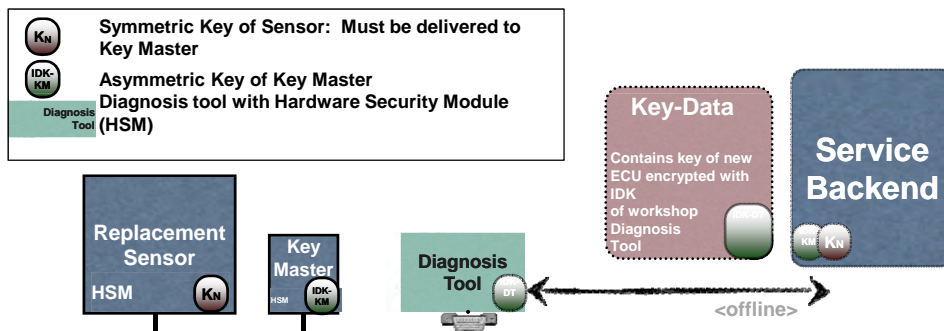 KN
Symmetric Key of Sensor: Must be delivered to
Key Master
IDK-
KM
Asymmetric Key of Key Master
Diagnosis
Tool
Diagnosis tool with Hardware Security Module
(HSM)
Key-Data
Contains key of new
ECU encrypted with
IDK
of workshop
Diagnosis
Tool
IDK-DT
Service
Backend
KM
KN
Replacement
Sensor
HSM
KN
Key
Master
HSM
IDK-
KM
Diagnosis
Tool
DT
<offline>